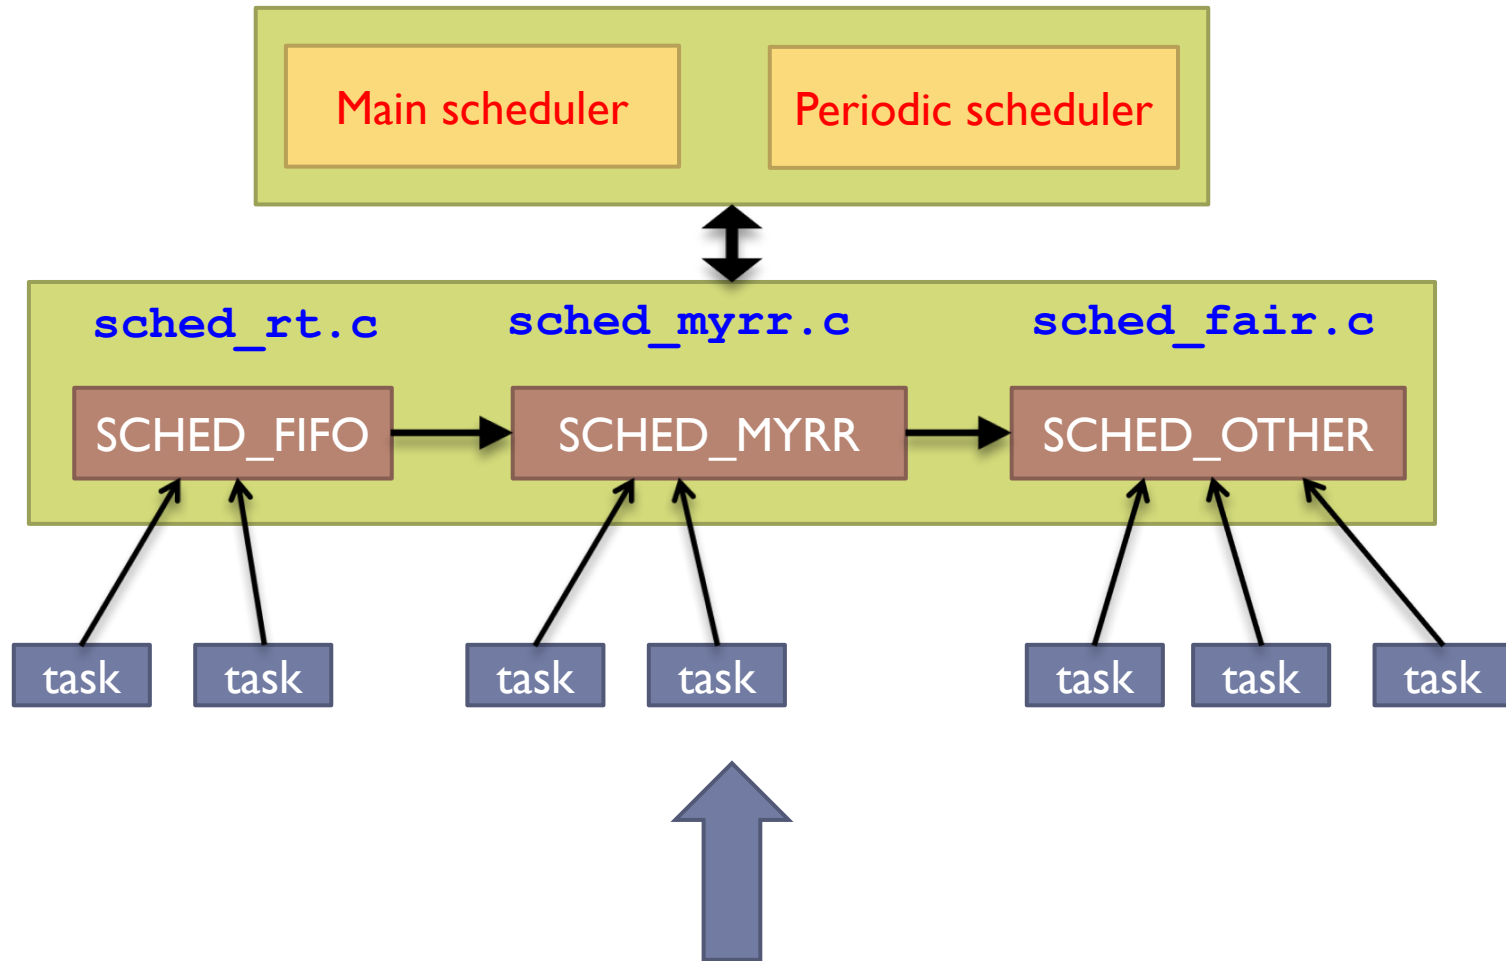 Main scheduler
Periodic scheduler
sched_rt.c
sched_myrr.c
sched_fair.c
SCHED_FIFO
SCHED_MYRR
SCHED_OTHER
task
task
task
task
task
task
task